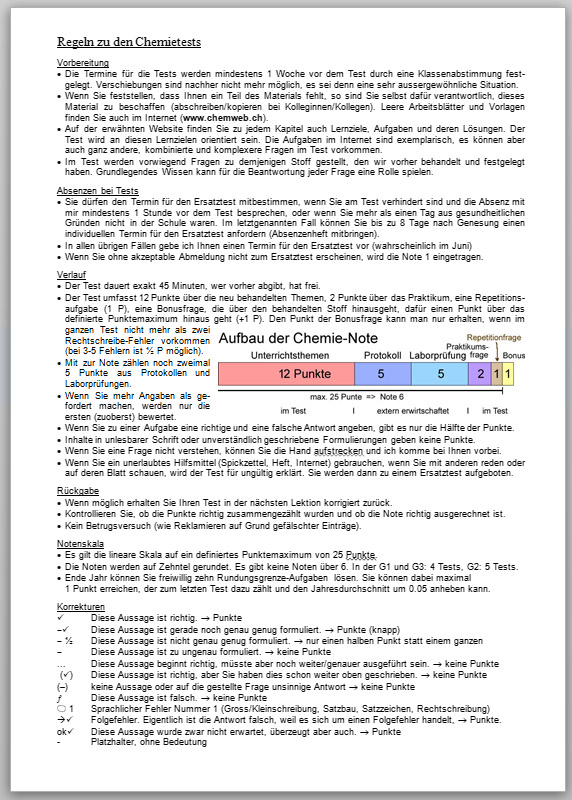 Regeln zu den Chemietests
Vorbereitung
• Die Termine für die Tests werden mindestens 1 Woche vor dem Test durch eine Klassenabstimmung fest-
gelegt. Verschiebungen sind nachher nicht mehr möglich, es sei denn eine sehr aussergewöhnliche Situation.
• Wenn Sie feststellen, dass Ihnen ein Teil des Materials fehlt, so sind Sie selbst dafür verantwortlich, dieses
Material zu beschaffen (abschreiben/kopieren bei Kolleginnen/Kollegen). Leere Arbeitsblätter und Vorlagen
finden Sie auch im Internet (www.chemweb.ch).
• Auf der erwähnten Website finden Sie zu jedem Kapitel auch Lernziele, Aufgaben und deren Lösungen. Der
Test wird an diesen Lernzielen orientiert sein. Die Aufgaben im Internet sind exemplarisch, es können aber
auch ganz andere, kombinierte und komplexere Fragen im Test vorkommen.
• Im Test werden vorwiegend Fragen zu demjenigen Stoff gestellt, den wir vorher behandelt und festgelegt
haben. Grundlegendes Wissen kann für die Beantwortung jeder Frage eine Rolle spielen.
Absenzen bei Tests
• Sie dürfen den Termin für den Ersatztest mitbestimmen, wenn Sie am Test verhindert sind und die Absenz mit
mir mindestens 1 Stunde vor dem Test besprechen, oder wenn Sie mehr als einen Tag aus gesundheitlichen
Gründen nicht in der Schule waren. Im letztgenannten Fall können Sie bis zu 8 Tage nach Genesung einen
individuellen Termin für den Ersatztest anfordern (Absenzenheft mitbringen).
• In allen übrigen Fällen gebe ich Ihnen einen Termin für den Ersatztest vor (wahrscheinlich im Juni)
• Wenn Sie ohne akzeptable Abmeldung nicht zum Ersatztest erscheinen, wird die Note 1 eingetragen.
Verlauf
• Der Test dauert exakt 45 Minuten, wer vorher abgibt, hat frei.
• Der Test umfasst 12 Punkte über die neu behandelten Themen, 2 Punkte über das Praktikum, eine Repetitions-
aufgabe (1 P), eine Bonusfrage, die über den behandelten Stoff hinausgeht, dafür einen Punkt über das
definierte Punktemaximum hinaus geht (+1 P). Den Punkt der Bonusfrage kann man nur erhalten, wenn im
ganzen Test nicht mehr als zwei
Rechtschreibe-Fehler vorkommen
(bei 3-5 Fehlern ist ½ P möglich).
• Mit zur Note zählen noch zweimal
5 Punkte aus Protokollen und
Laborprüfungen.
• Wenn Sie mehr Angaben als ge-
fordert machen, werden nur die
ersten (zuoberst) bewertet.
Aufbau der Chemie-Note
Repetitionfrage
Unterrichtsthemen Protokoll Laborprüfung Praktikums-frage Bonus
12 Punkte 5 5 2 1 1
max. 25 Punte => Note 6
im Test I extern erwirtschaftet I im Test
• Wenn Sie zu einer Aufgabe eine richtige und eine falsche Antwort angeben, gibt es nur die Hälfte der Punkte.
• Inhalte in unlesbarer Schrift oder unverständlich geschriebene Formulierungen geben keine Punkte.
• Wenn Sie eine Frage nicht verstehen, können Sie die Hand aufstrecken und ich komme bei Ihnen vorbei.
• Wenn Sie ein unerlaubtes Hilfsmittel (Spickzettel, Heft, Internet) gebrauchen, wenn Sie mit anderen reden oder
auf deren Blatt schauen, wird der Test für ungültig erklärt. Sie werden dann zu einem Ersatztest aufgeboten.
Rückgabe
• Wenn möglich erhalten Sie Ihren Test in der nächsten Lektion korrigiert zurück.
• Kontrollieren Sie, ob die Punkte richtig zusammengezählt wurden und ob die Note richtig ausgerechnet ist.
• Kein Betrugsversuch (wie Reklamieren auf Grund gefälschter Einträge).
Notenskala
• Es gilt die lineare Skala auf ein definiertes Punktemaximum von 25 Punkte.
• Die Noten werden auf Zehntel gerundet. Es gibt keine Noten über 6. In der G1 und G3: 4 Tests, G2: 5 Tests.
• Ende Jahr können Sie freiwillig zehn Rundungsgrenze-Aufgaben lösen. Sie können dabei maximal
1 Punkt erreichen, der zum letzten Test dazu zählt und den Jahresdurchschnitt um 0.05 anheben kann.
Korrekturen
✓ Diese Aussage ist richtig. → Punkte
–✓ Diese Aussage ist gerade noch genau genug formuliert. → Punkte (knapp)
– ½ Diese Aussage ist nicht genau genug formuliert. → nur einen halben Punkt statt einem ganzen
– Diese Aussage ist zu ungenau formuliert. → keine Punkte
... Diese Aussage beginnt richtig, müsste aber noch weiter/genauer ausgeführt sein. → keine Punkte
(✓) Diese Aussage ist richtig, aber Sie haben dies schon weiter oben geschrieben. → keine Punkte
(–) keine Aussage oder auf die gestellte Frage unsinnige Antwort → keine Punkte
ƒ Diese Aussage ist falsch. → keine Punkte
〇 1 Sprachlicher Fehler Nummer 1 (Gross/Kleinschreibung, Satzbau, Satzzeichen, Rechtschreibung)
→✓ Folgefehler. Eigentlich ist die Antwort falsch, weil es sich um einen Folgefehler handelt, → Punkte.
ok✓ Diese Aussage wurde zwar nicht erwartet, überzeugt aber auch. → Punkte
- Platzhalter, ohne Bedeutung